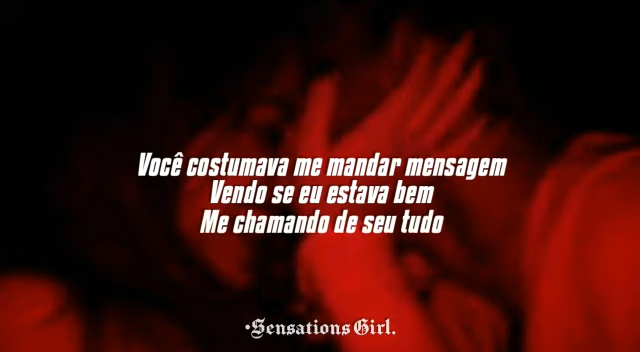 Você costumava me mandar mensagem
Vendo se eu estava bem
Me chamando de seu tudo
•Sensations Girl.